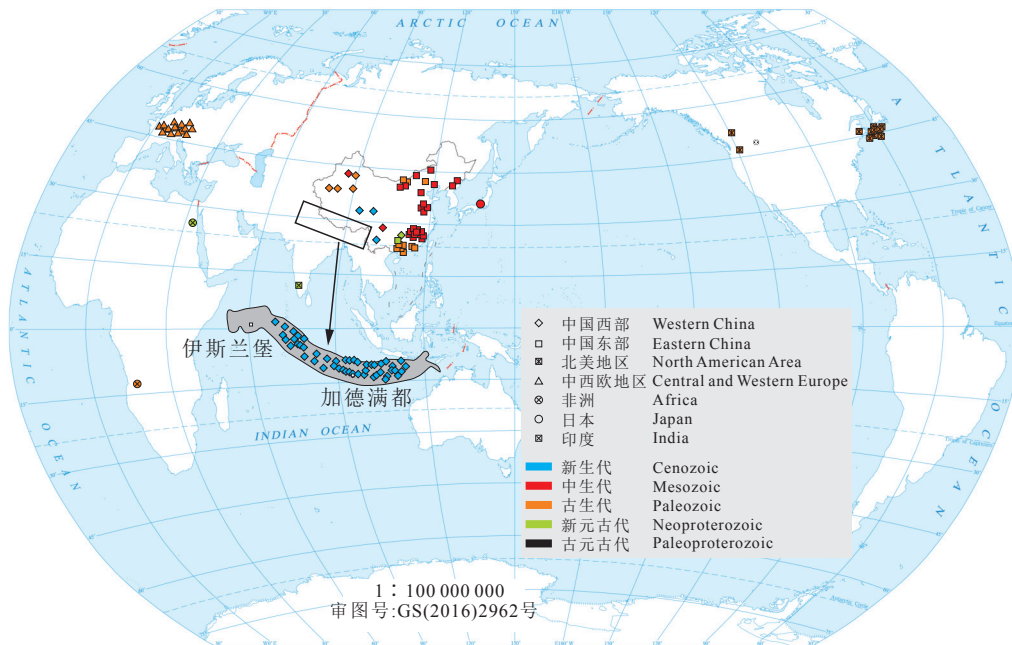 ARCTIC OCEAN
ATLANTIC OCEAN
ATLANTIC OCEAN
伊斯兰堡
加德满都
INDIAN OCEAN
中国西部 Western China
中国东部 Eastern China
北美地区 North American Area
中西欧地区 Central and Western Europe
非洲 Africa
日本 Japan
印度 India
新生代 Cenozoic
中生代 Mesozoic
古生代 Paleozoic
新元古代 Neoproterozoic
古元古代 Paleoproterozoic
1：100 000 000
审图号:GS(2016)2962号